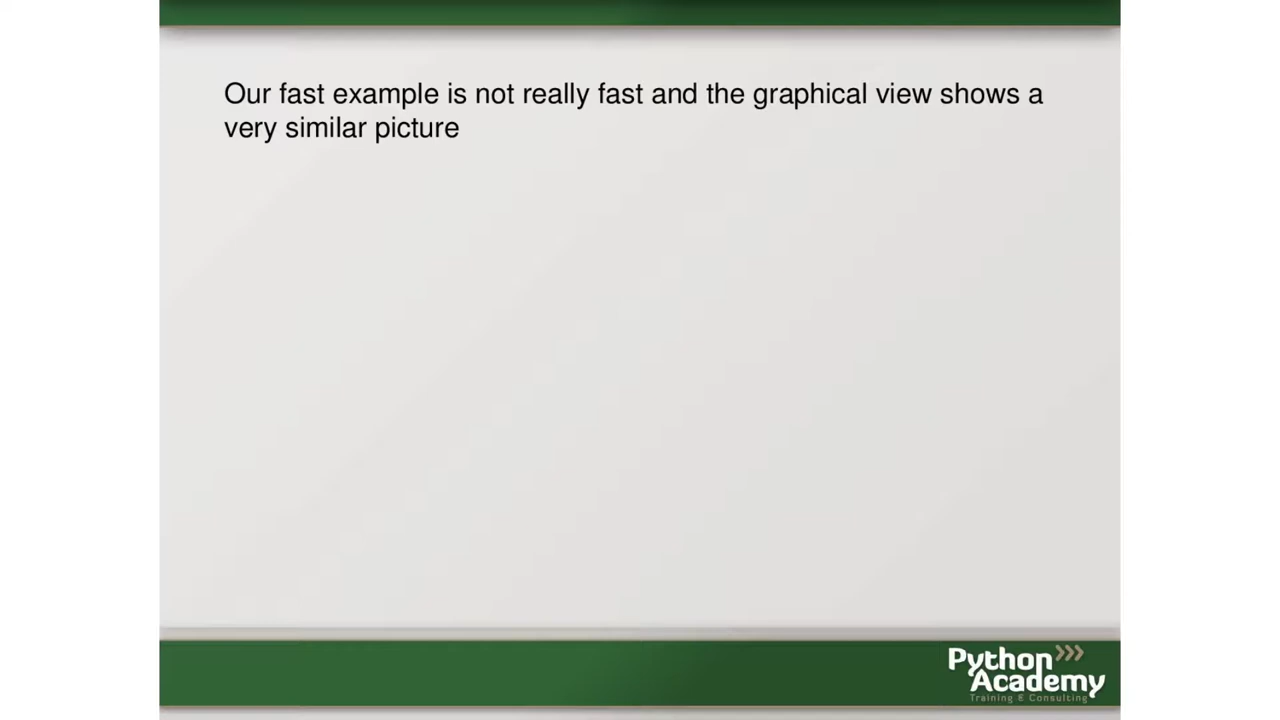 Our fast example is not really fast and the graphical view shows a
very similar picture
Python
Academy
Training & Consulting